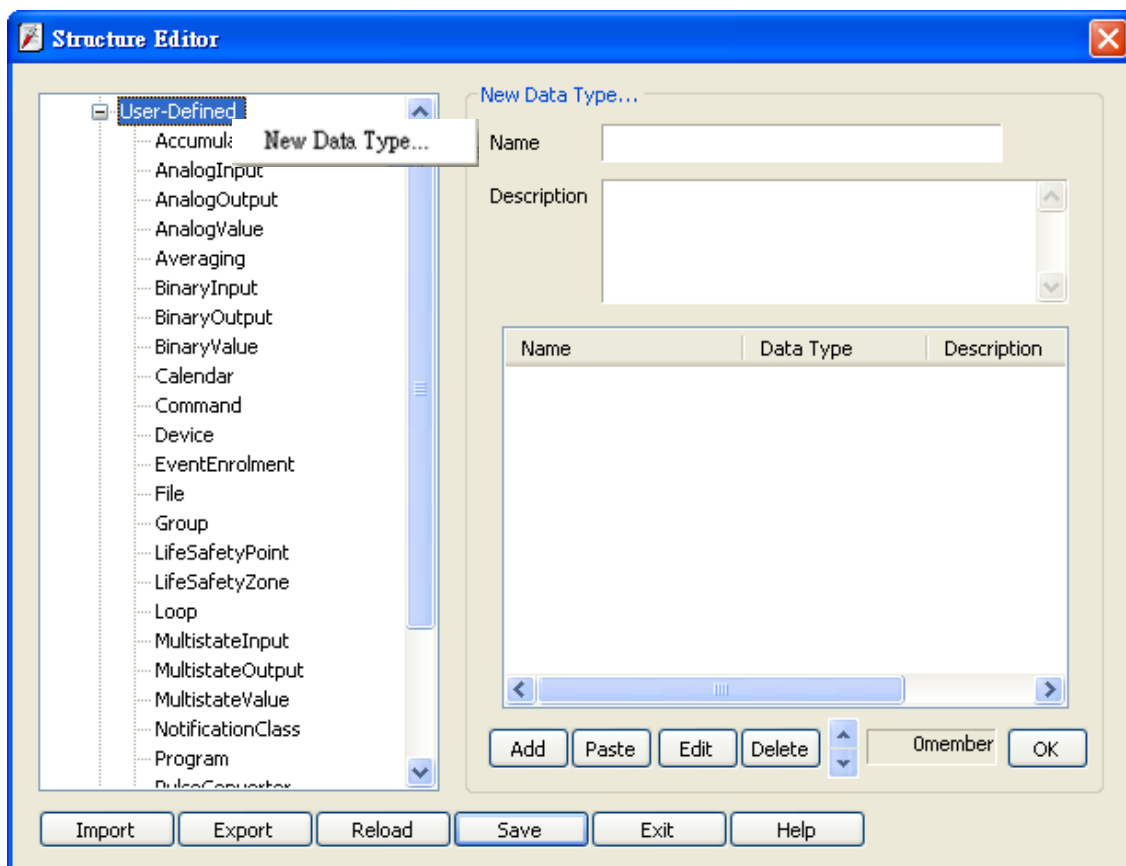 Structure Editor
User-Defined
New Data Type...
AnalogInput
AnalogOutput
AnalogValue
Averaging
BinaryInput
BinaryOutput
BinaryValue
Calendar
Command
Device
EventEnrolment
File
Group
LifeSafetyPoint
LifeSafetyZone
Loop
MultistateInput
MultistateOutput
MultistateValue
NotificationClass
Program
New Data Type...
Name
Description
Name Data Type Description
Add Paste Edit Delete 0member OK
Import Export Reload Save Exit Help